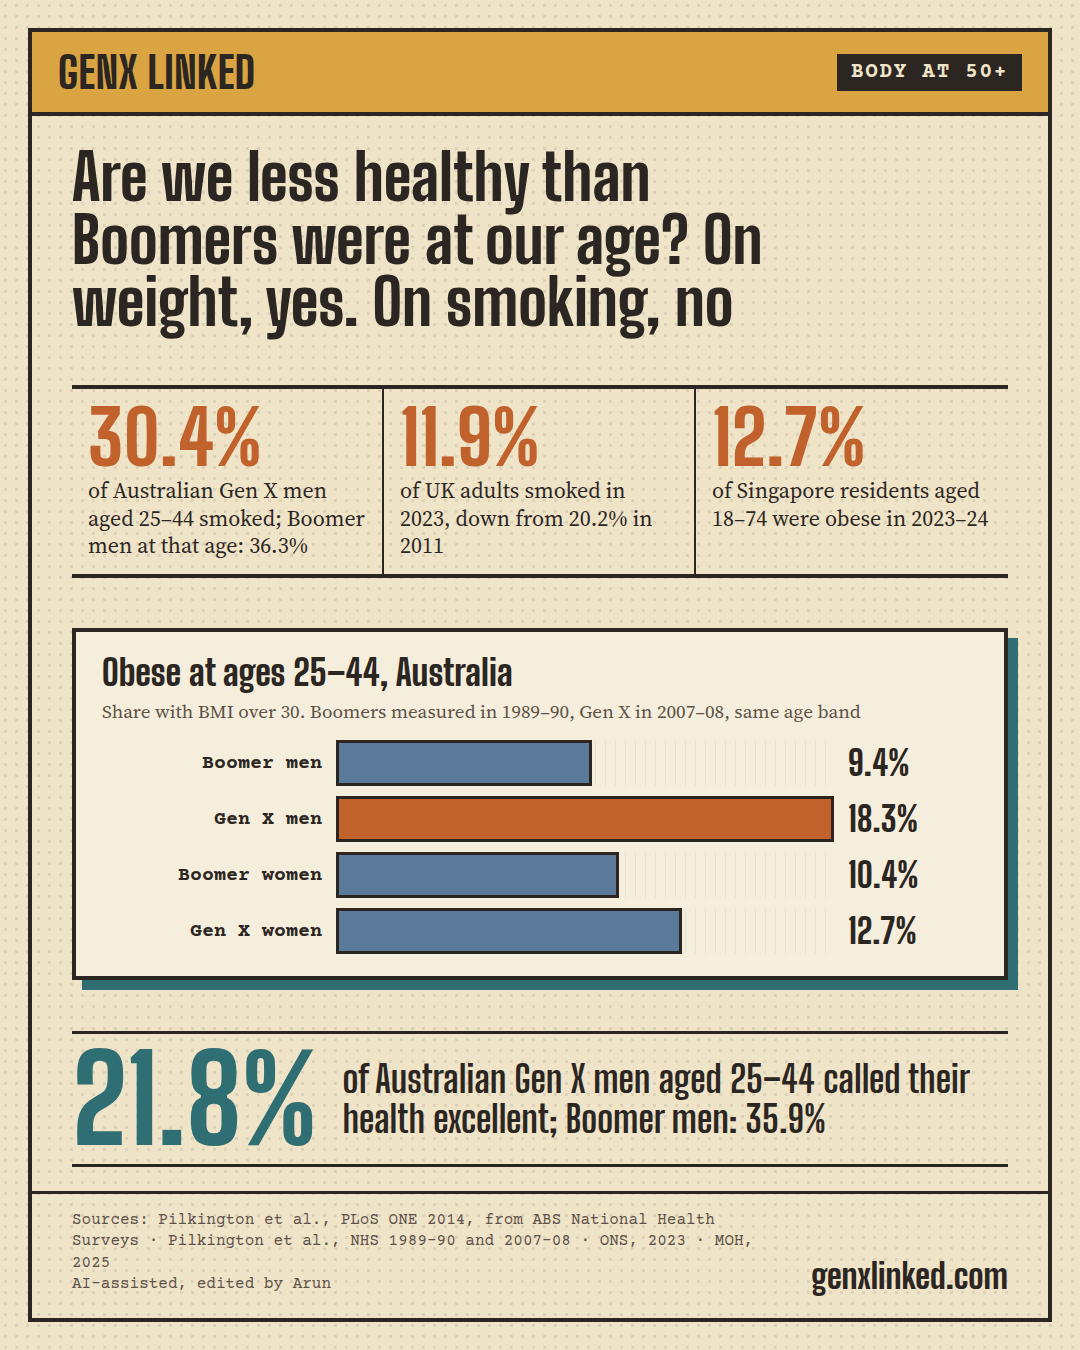 GENX LINKED
BODY AT 50+
Are we less healthy than
Boomers were at our age? On
weight, yes. On smoking, no
30.4%
of Australian Gen X men
aged 25–44 smoked; Boomer
men at that age: 36.3%
11.9%
of UK adults smoked in
2023, down from 20.2% in
2011
12.7%
of Singapore residents aged
18–74 were obese in 2023–24
Obese at ages 25–44, Australia
Share with BMI over 30. Boomers measured in 1989–90, Gen X in 2007–08, same age band
Boomer men 9.4%
Gen X men 18.3%
Boomer women 10.4%
Gen X women 12.7%
21.8%
of Australian Gen X men aged 25–44 called their
health excellent; Boomer men: 35.9%
Sources: Pilkington et al., PLoS ONE 2014, from ABS National Health
Surveys · Pilkington et al., NHS 1989–90 and 2007–08 · ONS, 2023 · MOH,
2025
AI-assisted, edited by Arun
genxlinked.com